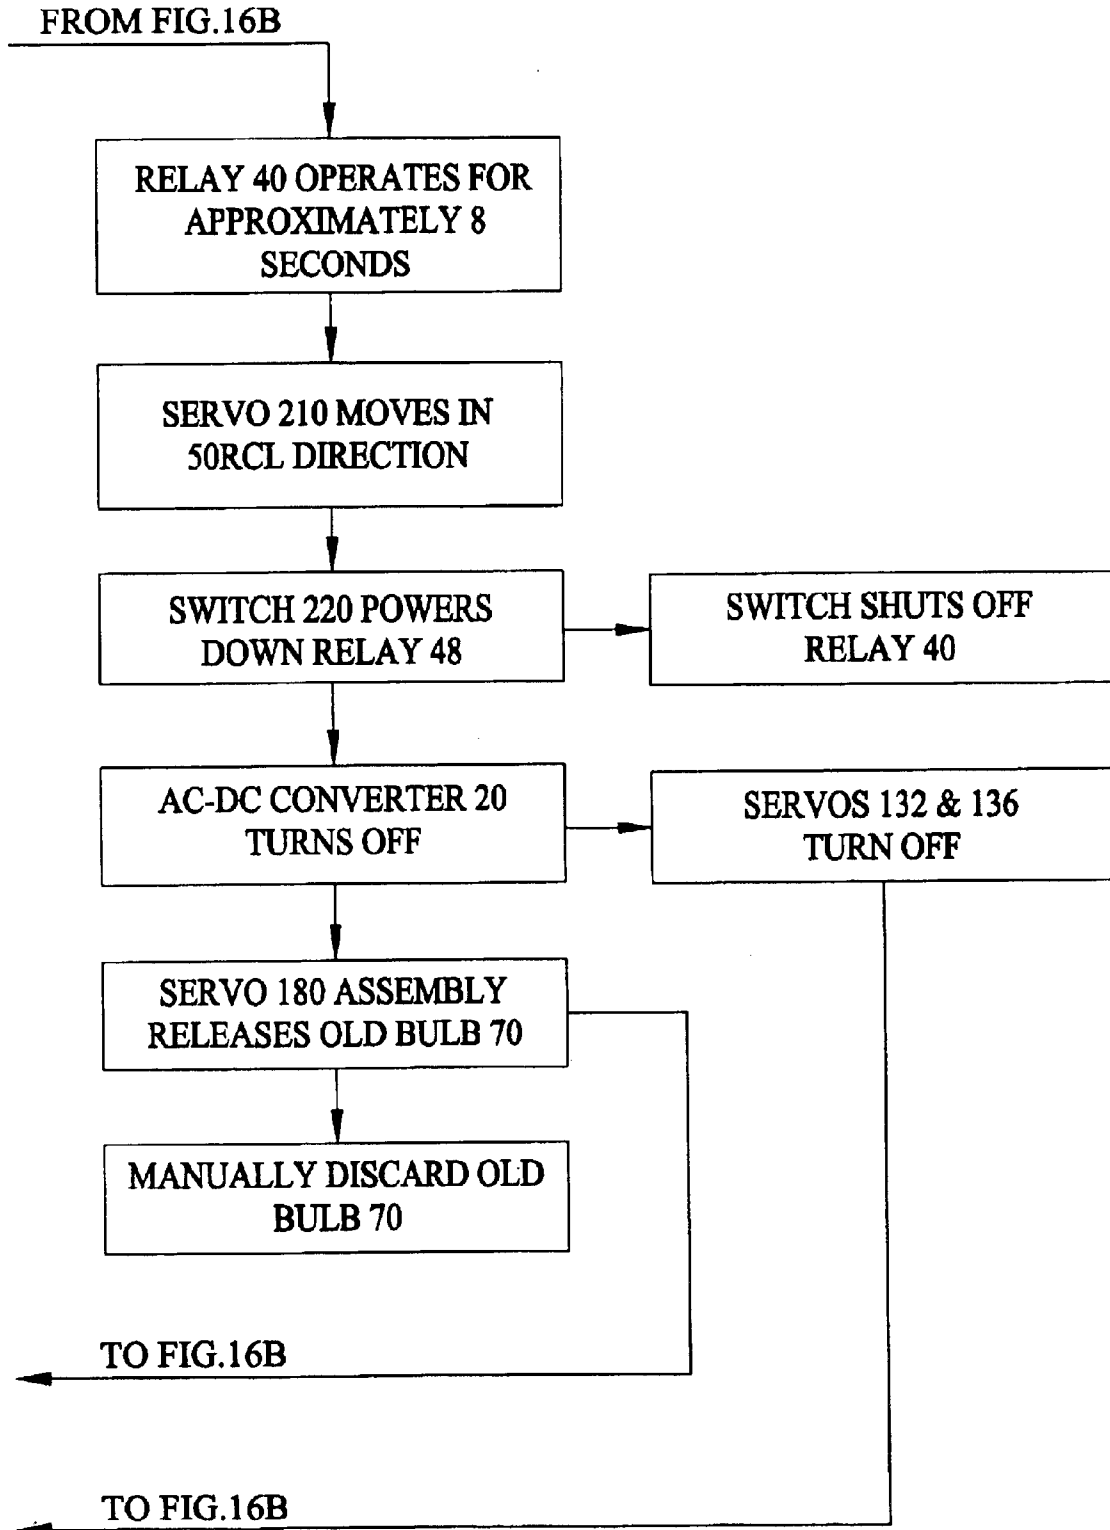 FROM FIG.16B
RELAY 40 OPERATES FOR
APPROXIMATELY 8
SECONDS
SERVO 210 MOVES IN
50RCL DIRECTION
SWITCH 220 POWERS
DOWN RELAY 48
SWITCH SHUTS OFF
RELAY 40
AC-DC CONVERTER 20
TURNS OFF
SERVOS 132 & 136
TURN OFF
SERVO 180 ASSEMBLY
RELEASES OLD BULB 70
MANUALLY DISCARD OLD
BULB 70
TO FIG.16B
TO FIG.16B